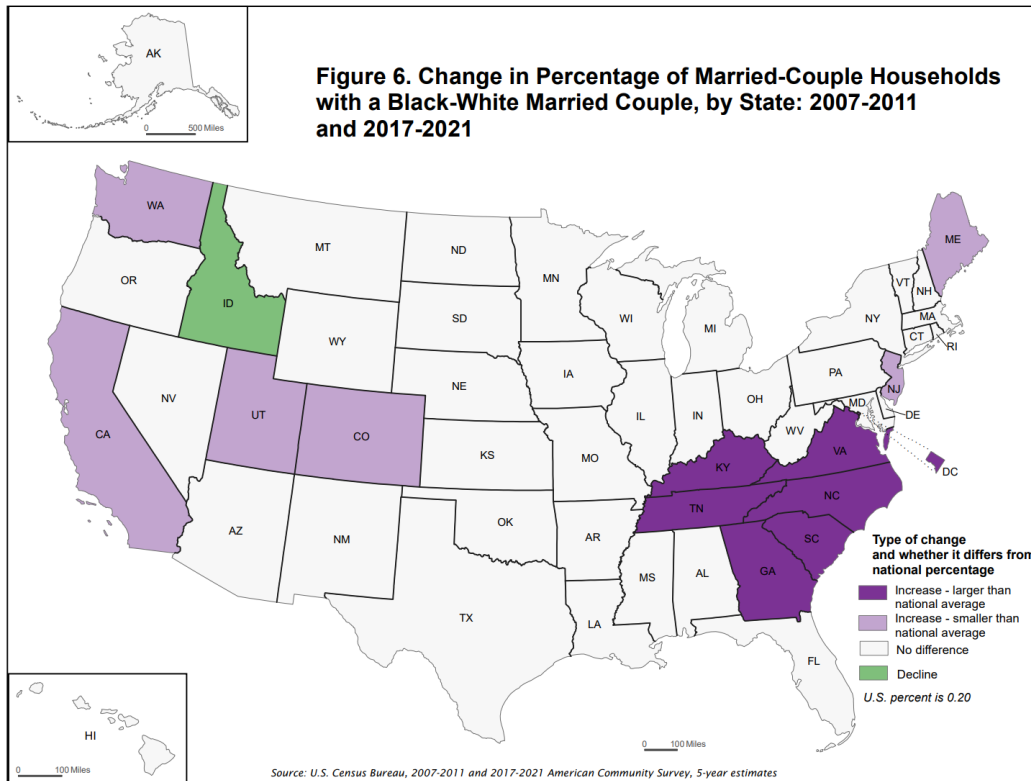 AK
500 Miles
0
Figure 6. Change in Percentage of Married-Couple Households
with a Black-White Married Couple, by State: 2007-2011
and 2017-2021
WA
MT
ND
MN
ME
OR
ID
SD
WI
MI
VT
NH
NY
MA
CT
RI
WY
IA
PA
NE
NV
UT
CO
IL
IN
OH
NJ
MD
DE
CA
KS
MO
WV
KY
VA
DC
AZ
NM
OK
AR
TN
NC
SC
MS
AL
GA
TX
LA
FL
Type of change
and whether it differs from
national percentage
Increase - larger than
national average
Increase - smaller than
national average
No difference
Decline
U.S. percent is 0.20
HI
0
100 Miles
0
100 Miles
Source: U.S. Census Bureau, 2007-2011 and 2017-2021 American Community Survey, 5-year estimates